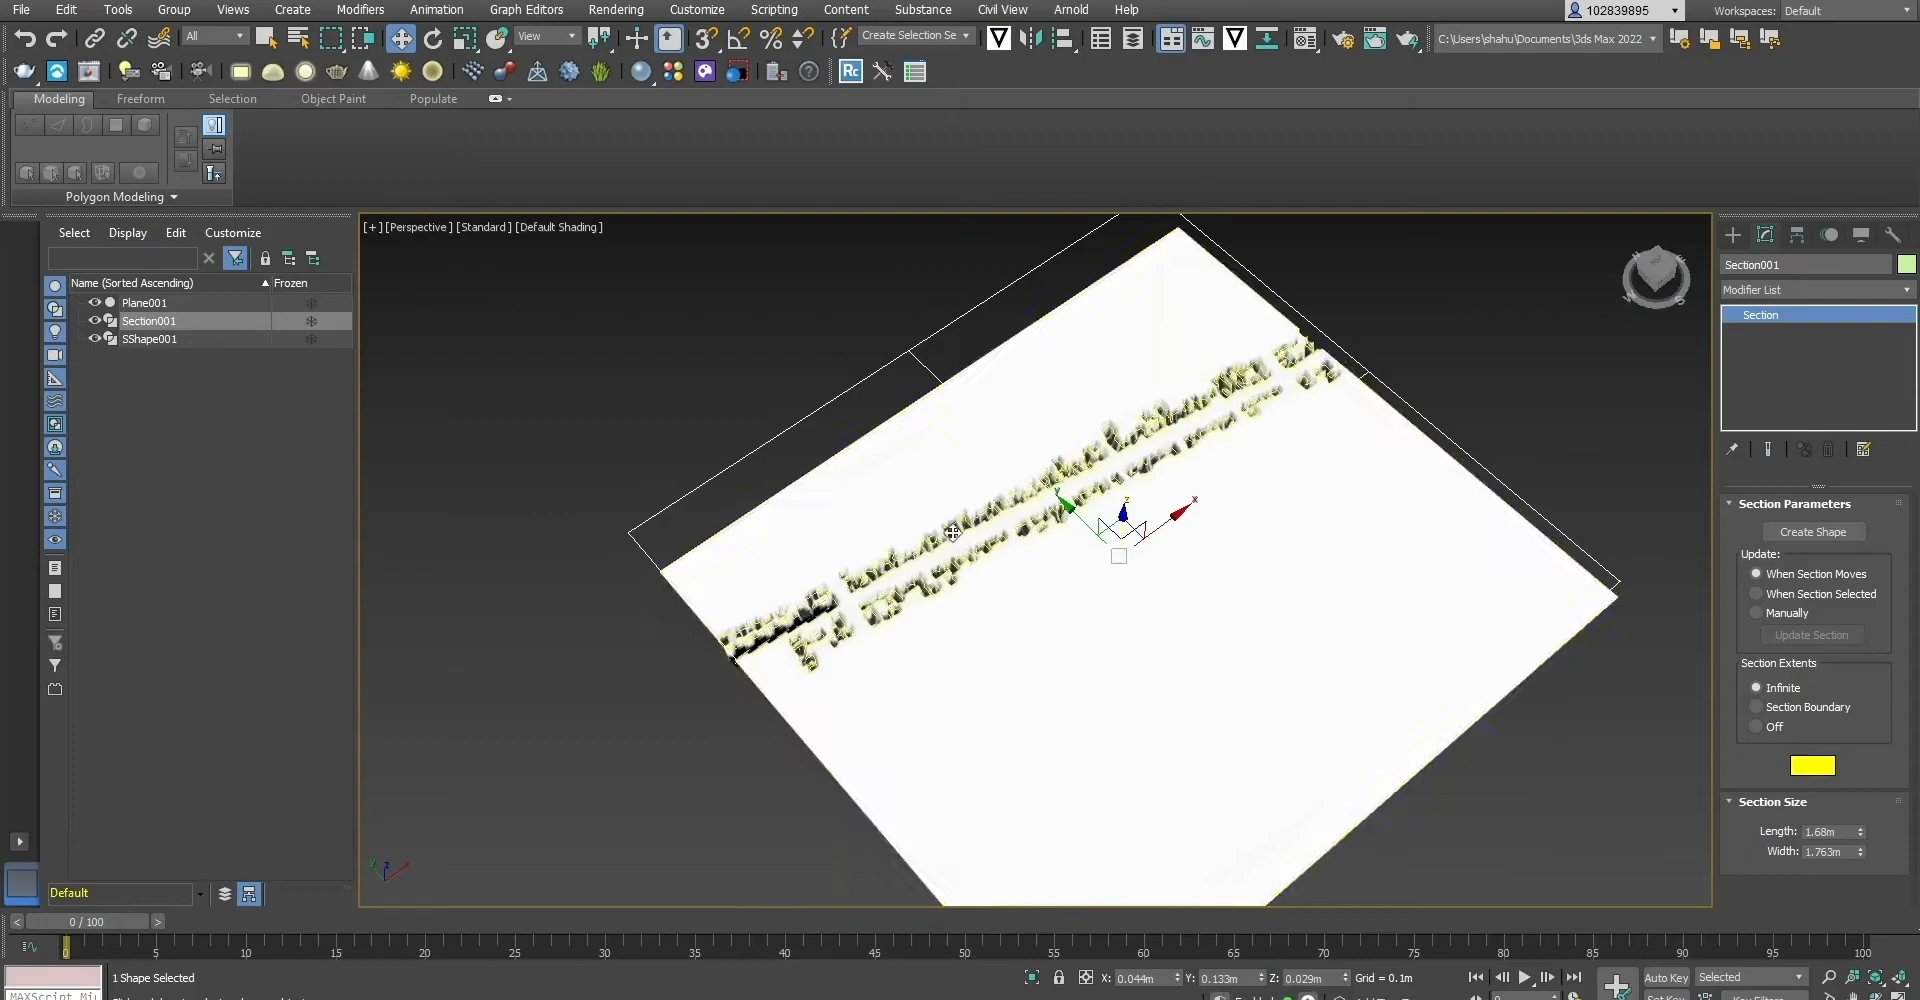 File Edit Tools Group Views Create Modifiers Animation Graph Editors Rendering Customize Scripting Content Substance Civil View Arnold Help
102839895 Workspaces: Default
All View Create Selection Se C:\Users\shahu\Documents\3ds Max 2022
Rc
Modeling Freeform Selection Object Paint Populate
Polygon Modeling
Select Display Edit Customize
Name (Sorted Ascending) Frozen
Plane001
Section001
SShape001
[+] [Perspective] [Standard] [Default Shading]
x y z
Section001
Modifier List
Section
Section Parameters
Create Shape
Update:
When Section Moves
When Section Selected
Manually
Update Section
Section Extents
Infinite
Section Boundary
Off
Section Size
Length: 1.68m
Width: 1.763m
Default
< 0 / 100 >
0 5 10 15 20 25 30 35 40 45 50 55 60 65 70 75 80 85 90 95 100
1 Shape Selected
X: 0.044m Y: 0.133m Z: 0.029m Grid = 0.1m
Auto Key Selected
MAXScript Mi